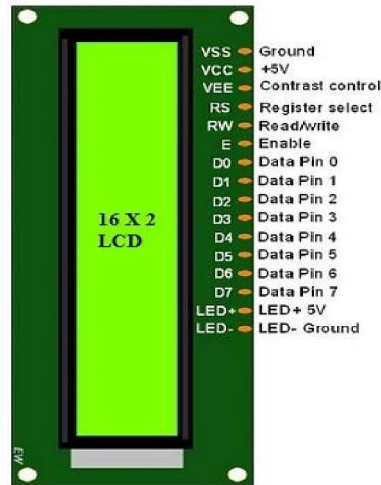 VSS Ground
VCC +5V
VEE Contrast control
RS Register select
RW Read/write
E Enable
D0 Data Pin 0
D1 Data Pin 1
D2 Data Pin 2
D3 Data Pin 3
D4 Data Pin 4
D5 Data Pin 5
D6 Data Pin 6
D7 Data Pin 7
LED+ LED+ 5V
LED- LED- Ground
16 X 2
LCD
EW